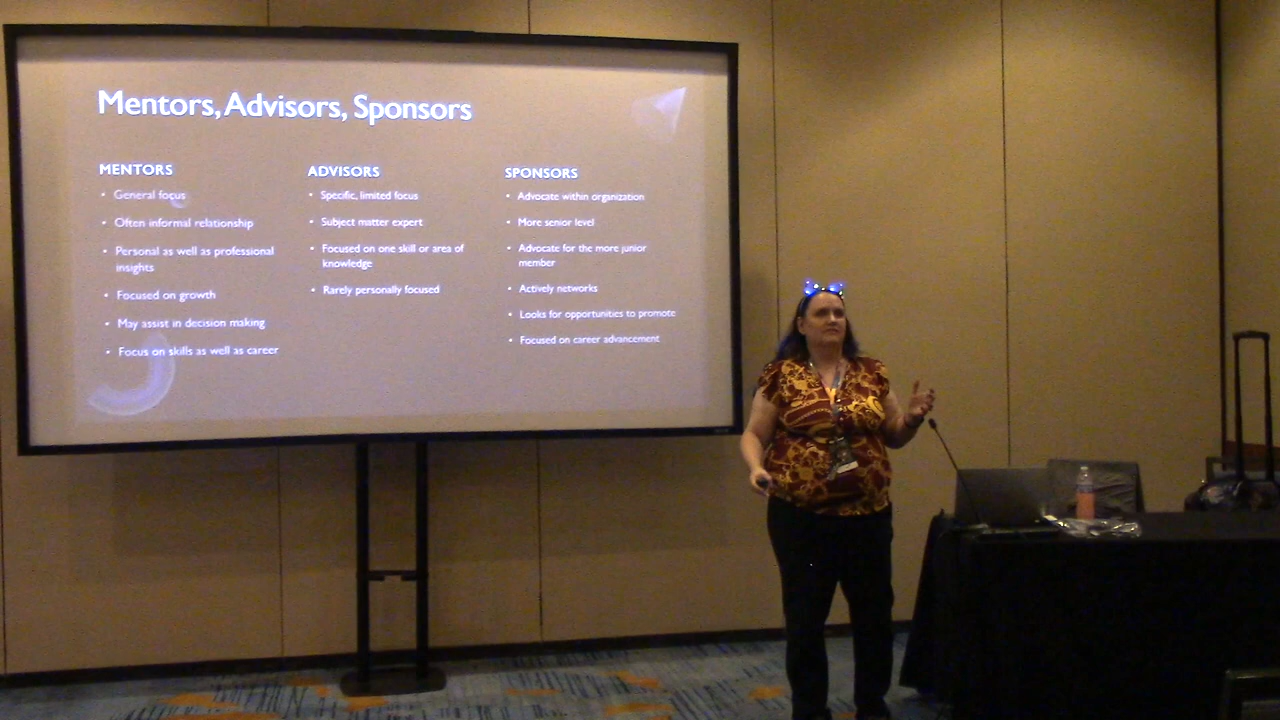 Mentors, Advisors, Sponsors
MENTORS
• General focus
• Often informal relationship
• Personal as well as professional
insights
• Focused on growth
• May assist in decision making
• Focus on skills as well as career
ADVISORS
• Specific, limited focus
• Subject matter expert
• Focused on one skill or area of
knowledge
• Rarely personally focused
SPONSORS
• Advocate within organization
• More senior level
• Advocate for the more junior
member
• Actively networks
• Looks for opportunities to promote
• Focused on career advancement